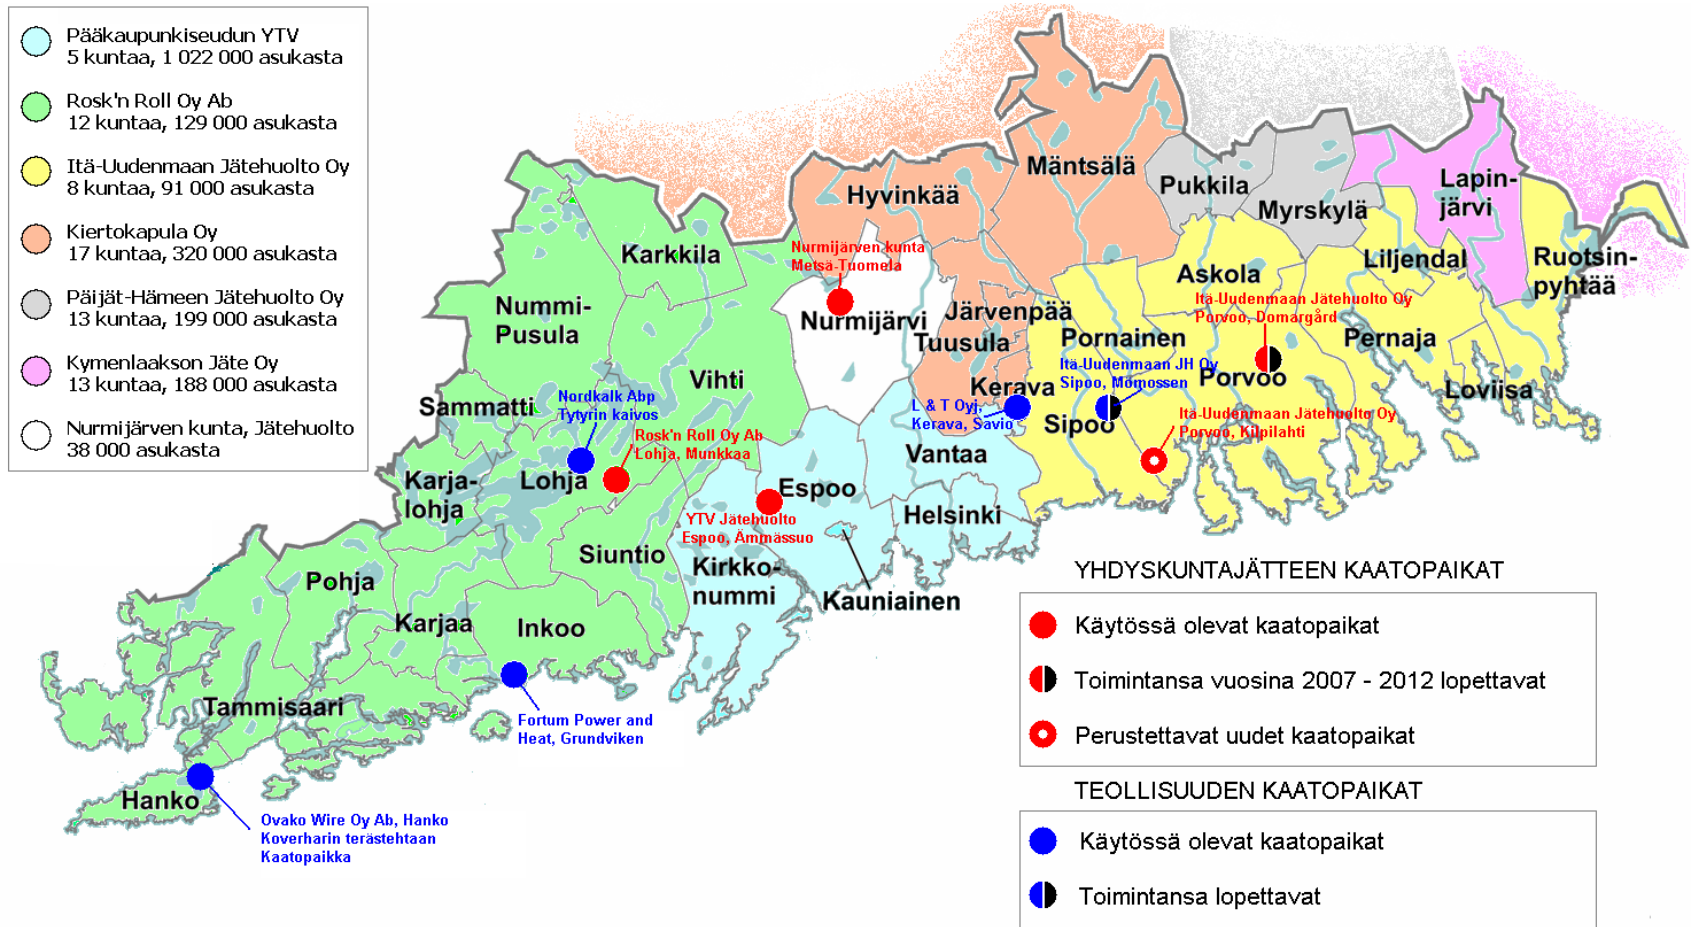 Pääkaupunkiseudun YTV
5 kuntaa, 1 022 000 asukasta
Rosk'n Roll Oy Ab
12 kuntaa, 129 000 asukasta
Itä-Uudenmaan Jätehuolto Oy
8 kuntaa, 91 000 asukasta
Kiertokapula Oy
17 kuntaa, 320 000 asukasta
Päijät-Hämeen Jätehuolto Oy
13 kuntaa, 199 000 asukasta
Kymenlaakson Jäte Oy
13 kuntaa, 188 000 asukasta
Nurmijärven kunta, Jätehuolto
38 000 asukasta
Mäntsälä
Hyvinkää
Pukkila
Myrskylä
Lapin-
järvi
Karkkila
Nurmijärven kunta
Metsä-Tuomela
Liljendal
Ruotsin-
pyhtää
Askola
Itä-Uudenmaan Jätehuolto Oy
Porvoo, Domargård
Nummi-
Pusula
Nurmijärvi
Järvenpää
Tuusula
Pornainen
Pernaja
Itä-Uudenmaan JH Oy
Sipoo, Mömossen
Porvoo
Vihti
Kerava
Loviisa
Sammatti
Nordkalk Abp
Tytyrin kaivos
L & T Oyj,
Kerava, Savio
Sipoo
Itä-Uudenmaan Jätehuolto Oy
Porvoo, Kilpilahti
Rosk'n Roll Oy Ab
Lohja, Munkkaa
Vantaa
Karja-
lohja
Lohja
Espoo
Helsinki
YTV Jätehuolto
Espoo, Ämmässuo
Siuntio
Kirkko-
nummi
Kauniainen
Pohja
Karjaa
Inkoo
Tammisaari
Fortum Power and
Heat, Grundviken
Hanko
Ovako Wire Oy Ab, Hanko
Koverharin terästehtaan
Kaatopaikka
YHDYSKUNTAJÄTTEEN KAATOPAIKAT
Käytössä olevat kaatopaikat
Toimintansa vuosina 2007 - 2012 lopettavat
Perustettavat uudet kaatopaikat
TEOLLISUUDEN KAATOPAIKAT
Käytössä olevat kaatopaikat
Toimintansa lopettavat